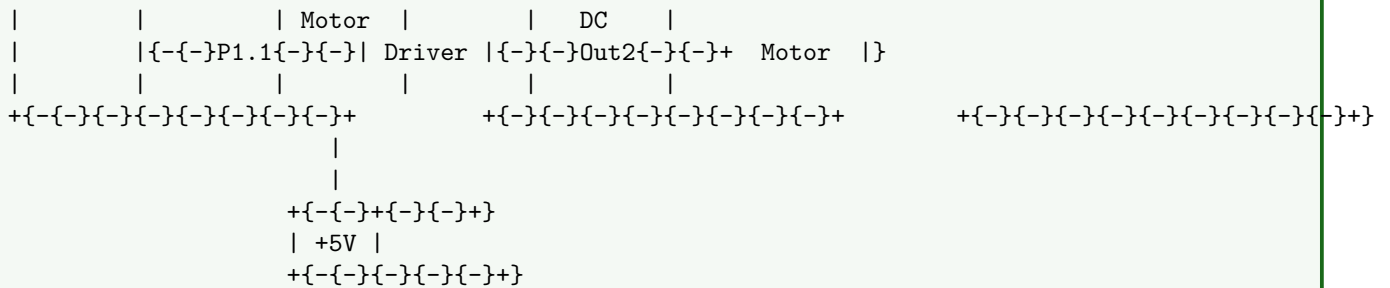 |       |       | Motor  |       |   DC    |
|       |{-{-}P1.1{-}{-}| Driver |{-}{-}Out2{-}{-}+  Motor  |}
|       |        |       |       |        |
+{-{-}{-}{-}{-}{-}{-}{-}+        +{-}{-}{-}{-}{-}{-}{-}{-}+       +{-}{-}{-}{-}{-}{-}{-}{-}{-}+}
|
|
+{-{-}+{-}{-}+}
| +5V |
+{-{-}{-}{-}{-}+}